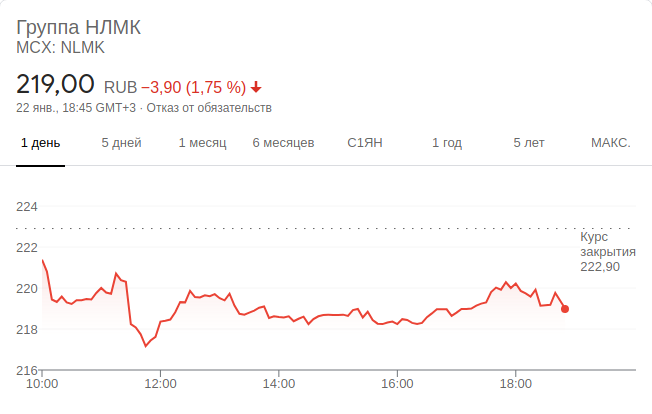 Группа НЛМК
MCX: NLMK
219,00 RUB −3,90 (1,75 %)
22 янв., 18:45 GMT+3 · Отказ от обязательств
1 день 5 дней 1 месяц 6 месяцев С1ЯН 1 год 5 лет МАКС.
224
Курс
закрытия
222,90
222
220
218
216
10:00 12:00 14:00 16:00 18:00